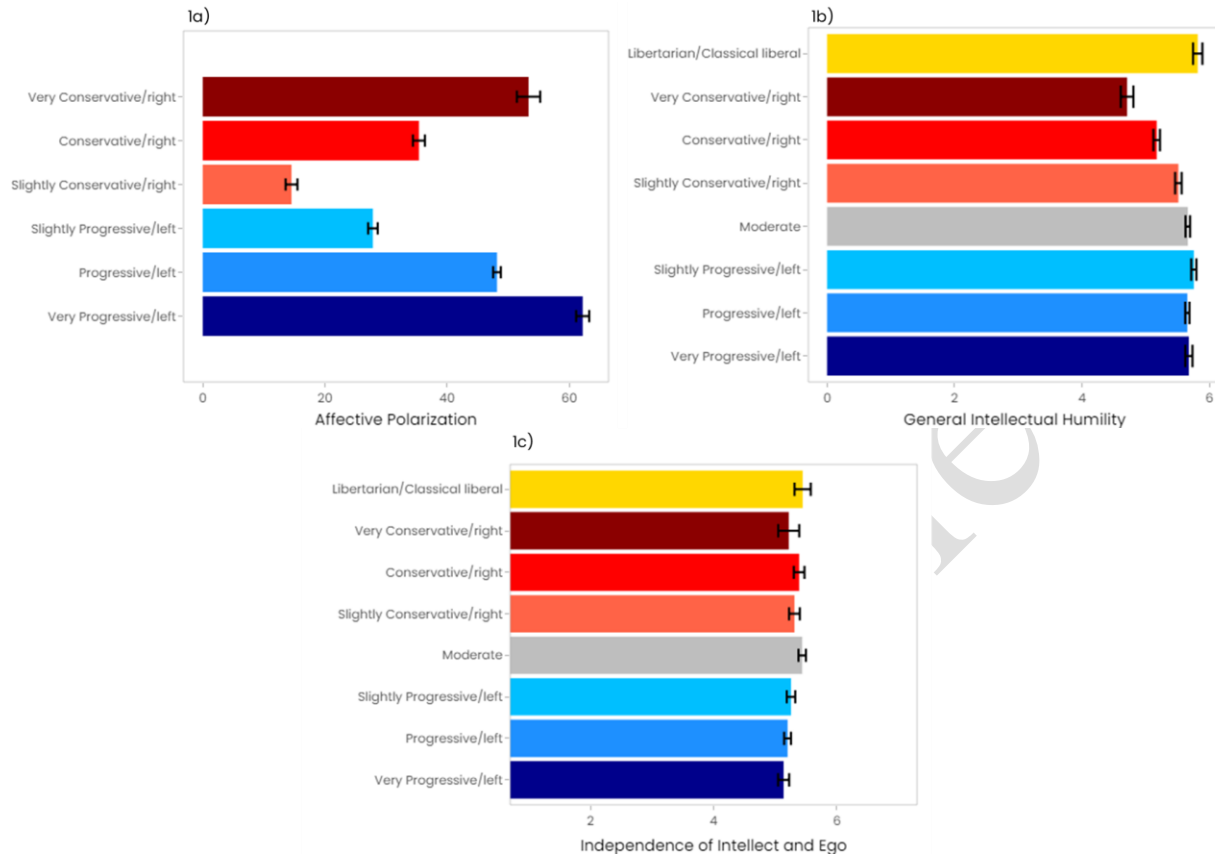 1a)
Very Conservative/right
Conservative/right
Slightly Conservative/right
Slightly Progressive/left
Progressive/left
Very Progressive/left
0 20 40 60
Affective Polarization
1b)
Libertarian/Classical liberal
Very Conservative/right
Conservative/right
Slightly Conservative/right
Moderate
Slightly Progressive/left
Progressive/left
Very Progressive/left
0 2 4 6
General Intellectual Humility
1c)
Libertarian/Classical liberal
Very Conservative/right
Conservative/right
Slightly Conservative/right
Moderate
Slightly Progressive/left
Progressive/left
Very Progressive/left
2 4 6
Independence of Intellect and Ego